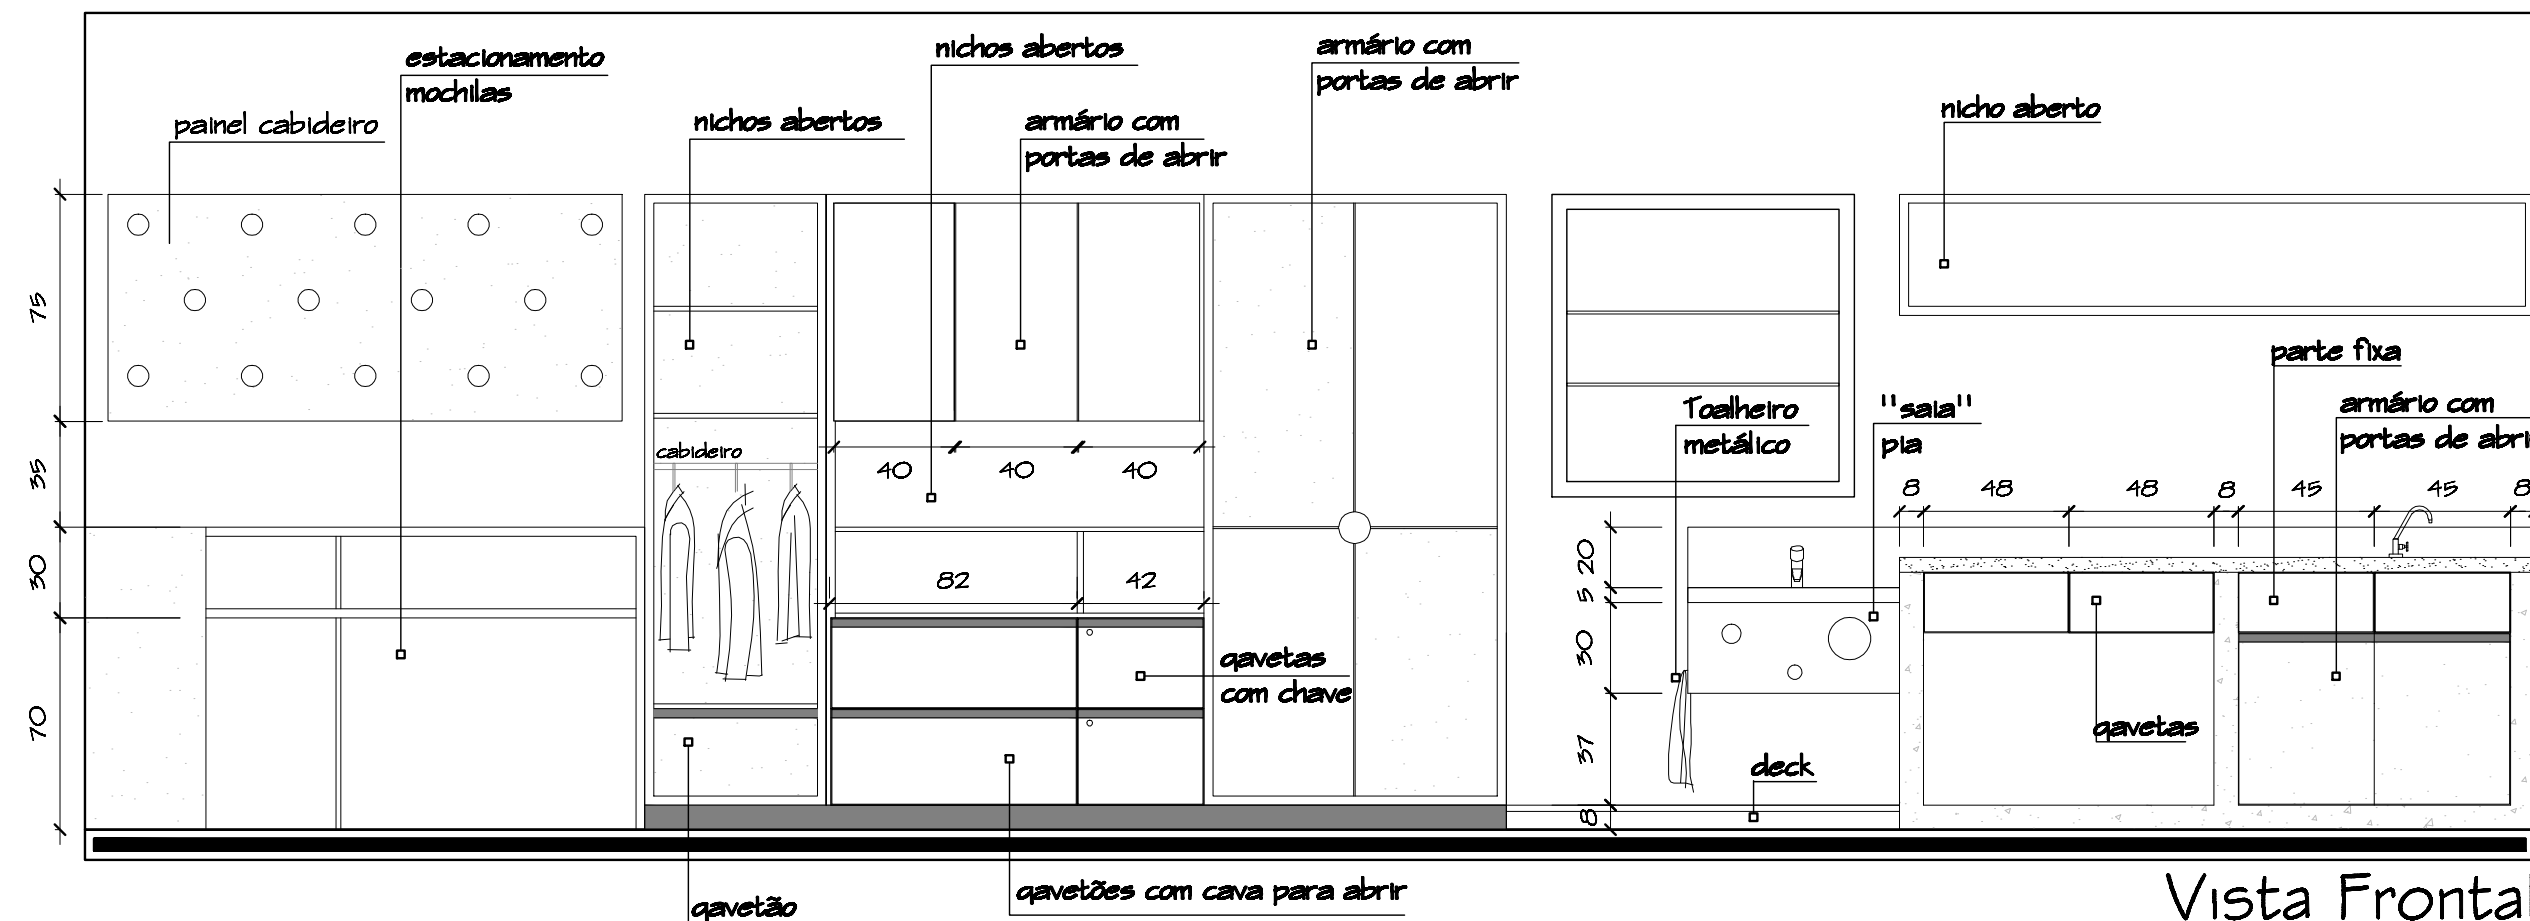 estacionamento
mochilas
painel cabideiro
nichos abertos
nichos abertos
armário com
portas de abrir
armário com
portas de abrir
nicho aberto
75
35
30
70
cabideiro
40
40
40
82
42
gavetas
com chave
Toalheiro
metálico
"saia"
pia
parte fixa
armário com
portas de abrir
8
48
48
8
45
45
8
20
5
30
37
8
deck
gavetas
gavetão
gavetões com cava para abrir
Vista Frontal